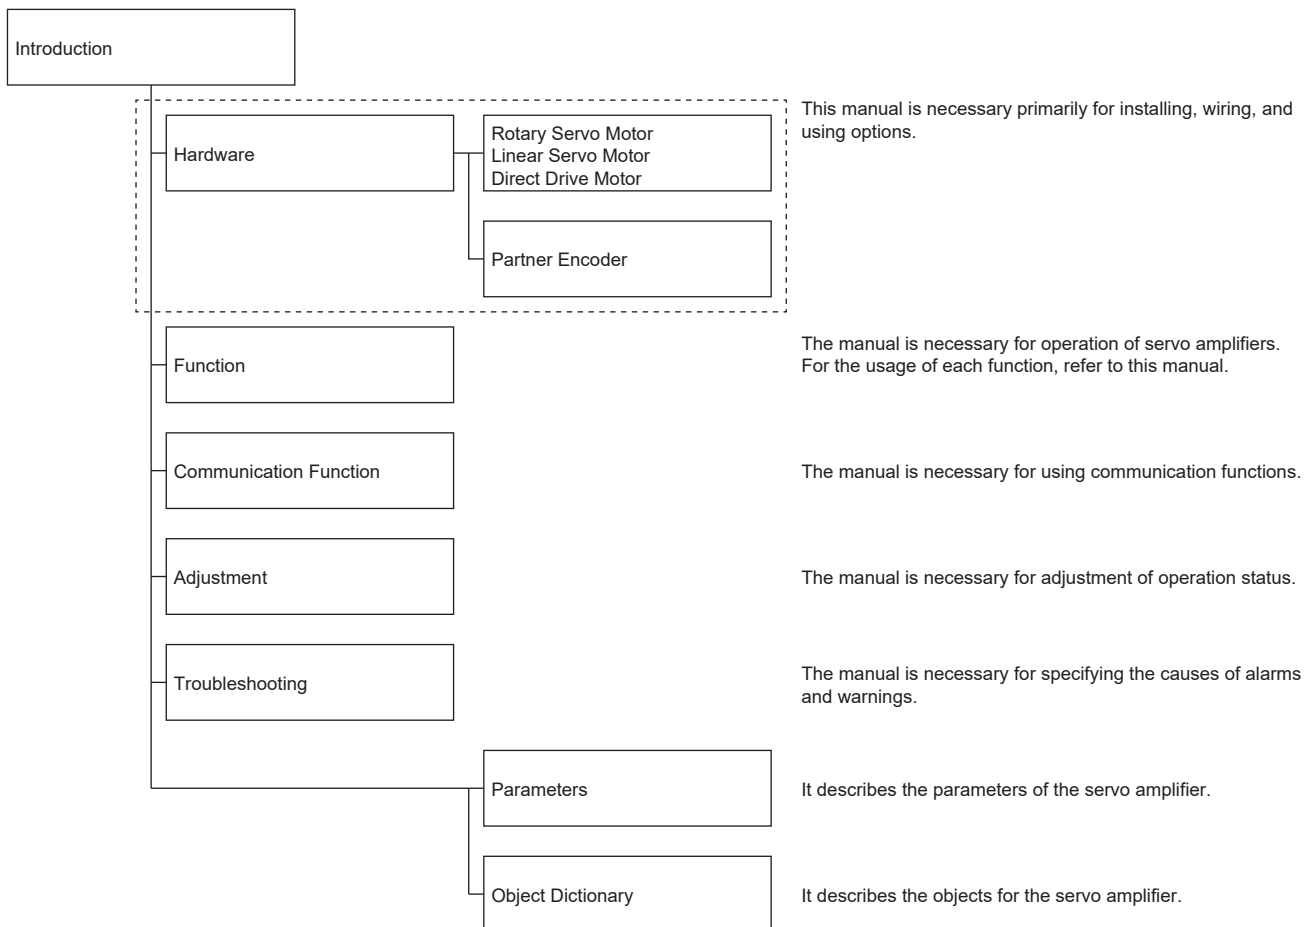 Introduction
This manual is necessary primarily for installing, wiring, and
using options.
Hardware
Rotary Servo Motor
Linear Servo Motor
Direct Drive Motor
Partner Encoder
Function
The manual is necessary for operation of servo amplifiers.
For the usage of each function, refer to this manual.
Communication Function
The manual is necessary for using communication functions.
Adjustment
The manual is necessary for adjustment of operation status.
Troubleshooting
The manual is necessary for specifying the causes of alarms
and warnings.
Parameters
It describes the parameters of the servo amplifier.
Object Dictionary
It describes the objects for the servo amplifier.